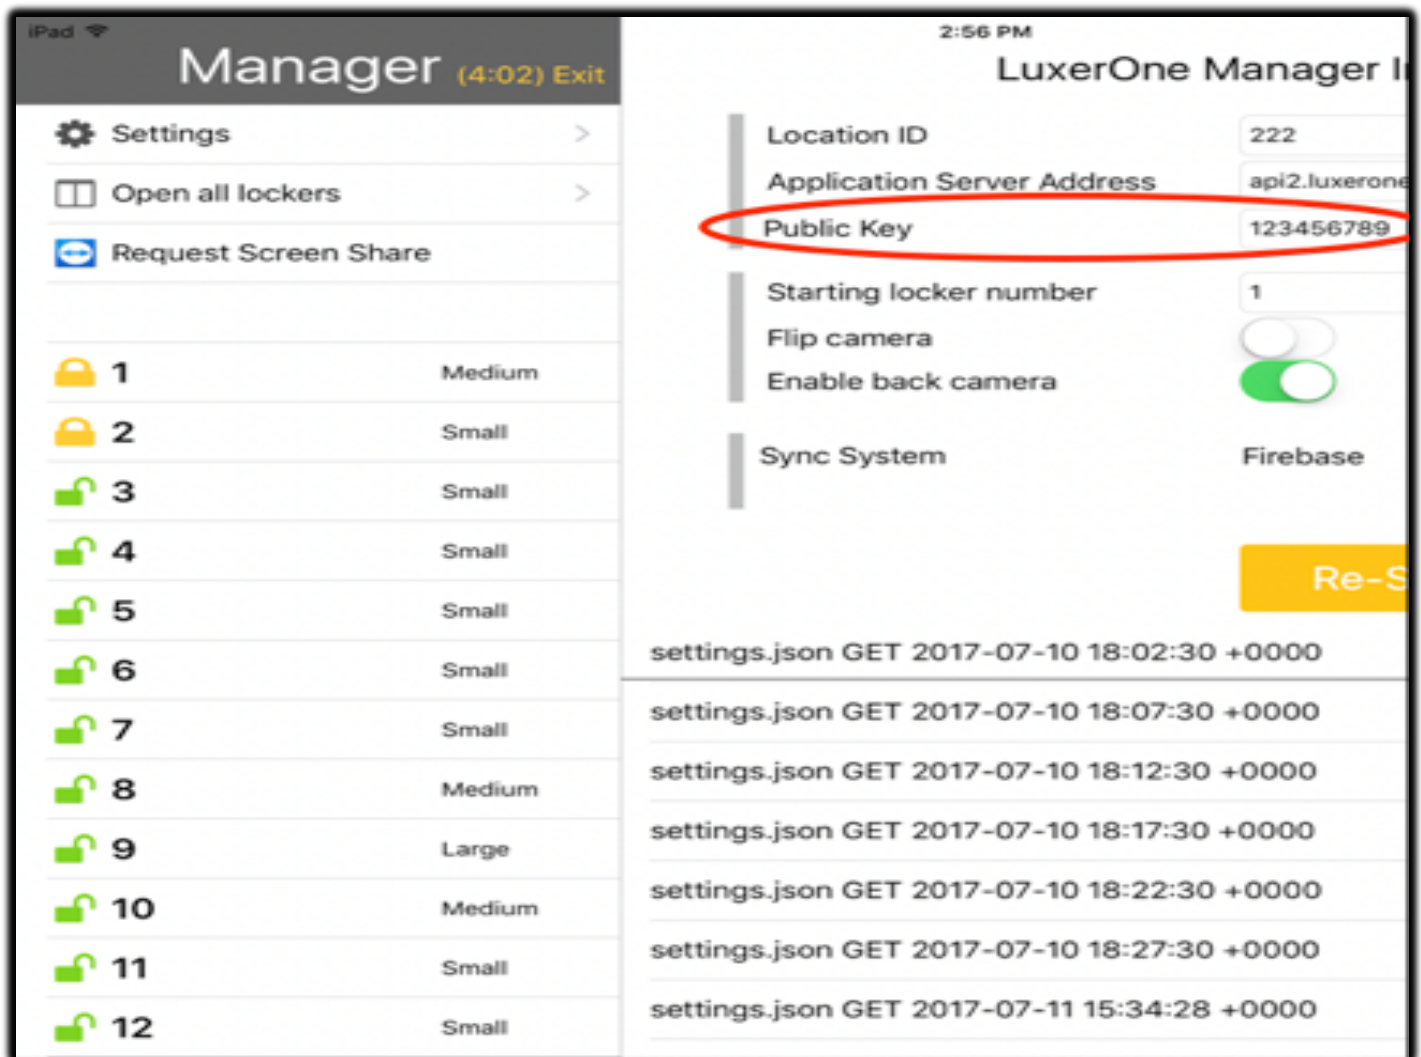 iPad
2:56 PM
Manager (4:02) Exit
LuxerOne Manager
Settings
Open all lockers
Request Screen Share
1 Medium
2 Small
3 Small
4 Small
5 Small
6 Small
7 Small
8 Medium
9 Large
10 Medium
11 Small
12 Small
Location ID 222
Application Server Address api2.luxerone
Public Key 123456789
Starting locker number 1
Flip camera
Enable back camera
Sync System Firebase
Re-S
settings.json GET 2017-07-10 18:02:30 +0000
settings.json GET 2017-07-10 18:07:30 +0000
settings.json GET 2017-07-10 18:12:30 +0000
settings.json GET 2017-07-10 18:17:30 +0000
settings.json GET 2017-07-10 18:22:30 +0000
settings.json GET 2017-07-10 18:27:30 +0000
settings.json GET 2017-07-11 15:34:28 +0000